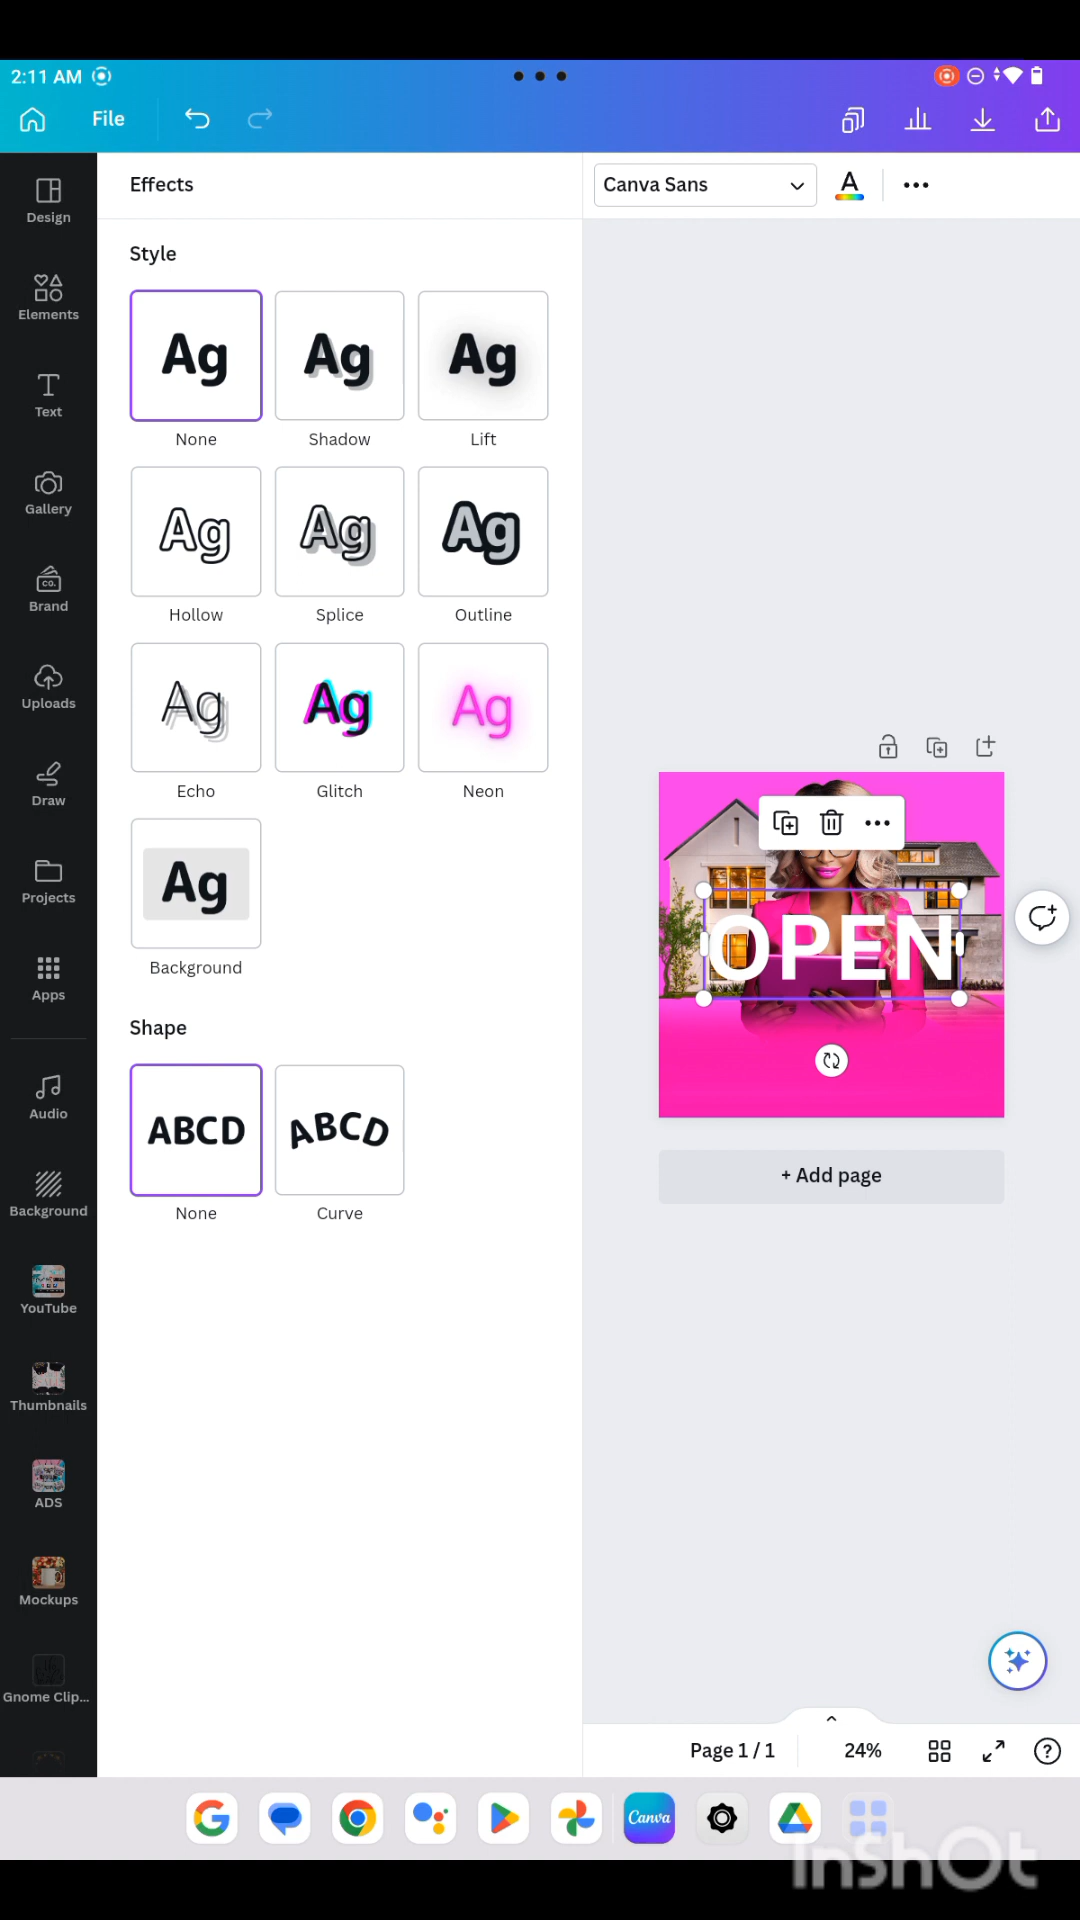 2:11 AM
File
Design
Elements
Text
Gallery
CO.
Brand
Uploads
Draw
Projects
Apps
Audio
Background
YouTube
Thumbnails
ADS
Mockups
Gnome Clip...
Effects
Style
Ag
Ag
Ag
None
Shadow
Lift
Ag
Ag
Ag
Hollow
Splice
Outline
Ag
Ag
Ag
Echo
Glitch
Neon
Ag
Background
Shape
ABCD
ABCD
None
Curve
Canva Sans
A
OPEN
+ Add page
Page 1 / 1
24%
?
G
Canva
InShOt